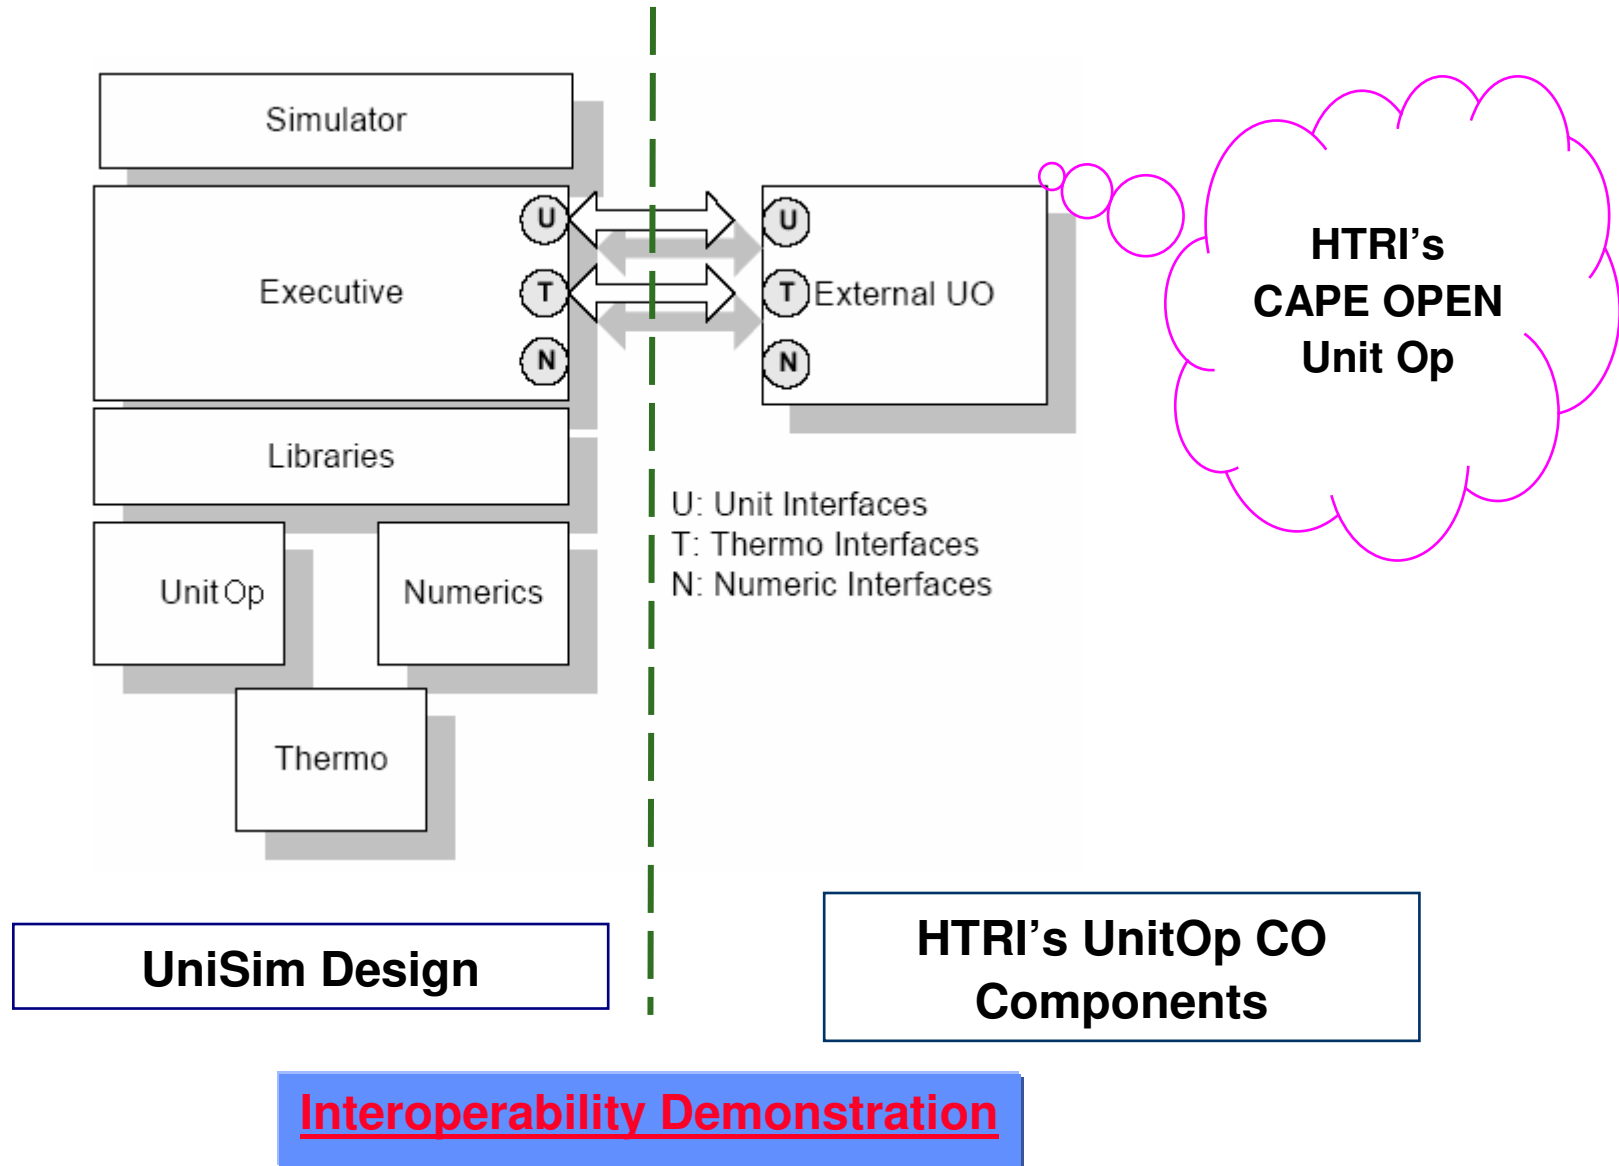 Simulator
Executive
U
T
N
U
T
N
External UO
HTRI's
CAPE OPEN
Unit Op
Libraries
Unit Op
Numerics
Thermo
U: Unit Interfaces
T: Thermo Interfaces
N: Numeric Interfaces
UniSim Design
HTRI's UnitOp CO
Components
Interoperability Demonstration